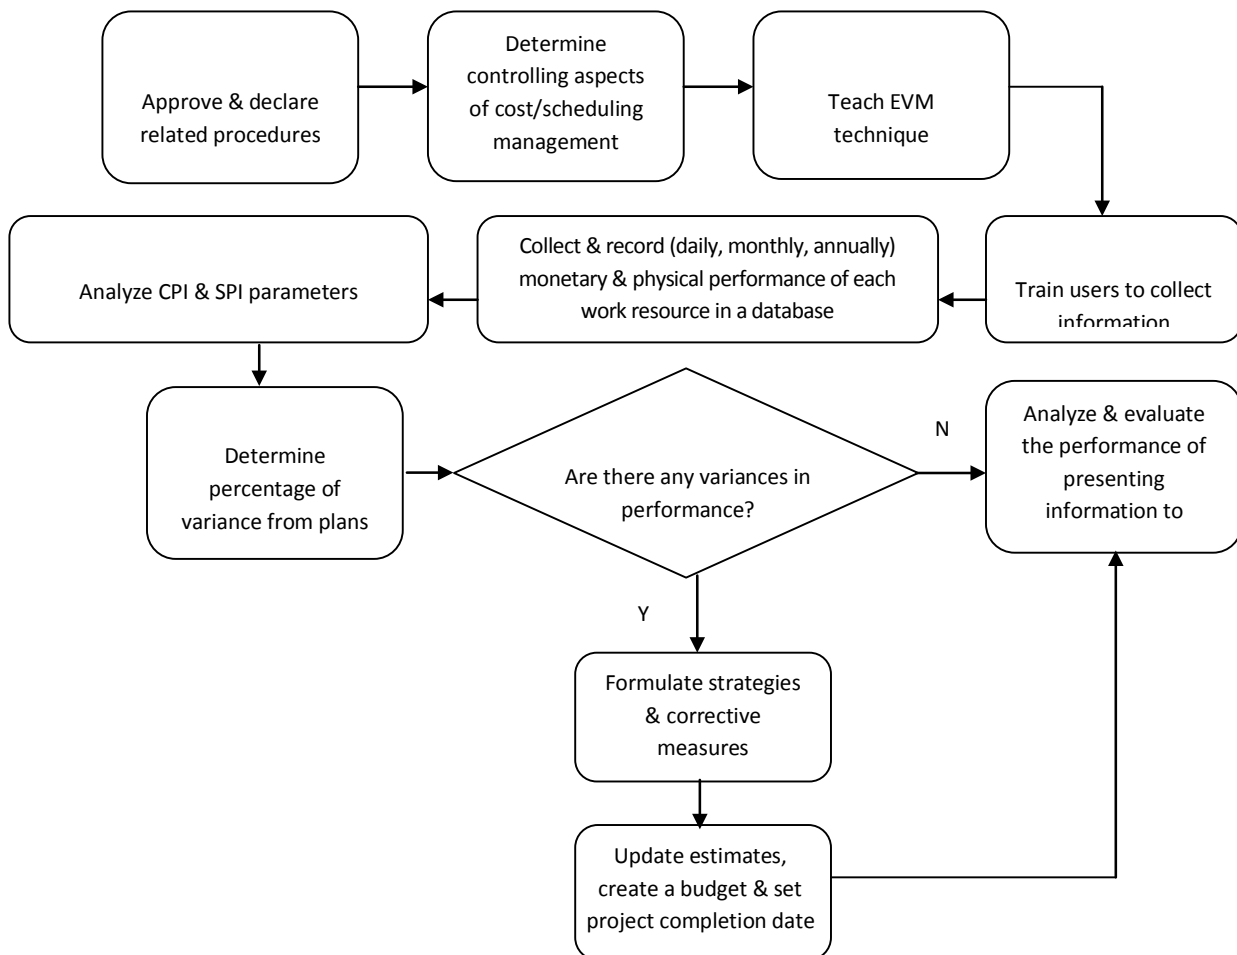 Approve & declare
related procedures
Determine
controlling aspects
of cost/scheduling
management
Teach EVM
technique
Train users to collect
information
Collect & record (daily, monthly, annually)
monetary & physical performance of each
work resource in a database
Analyze CPI & SPI parameters
Determine
percentage of
variance from plans
Are there any variances in
performance?
N
Analyze & evaluate
the performance of
presenting
information to
Y
Formulate strategies
& corrective
measures
Update estimates,
create a budget & set
project completion date